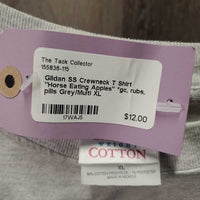 The Tack Collector
155836-115
Gildan SS Crewneck T Shirt
"Horse Eating Apples" *gc, rubs,
pills Grey/Multi XL
17WAJ5
$12.00
COTTON
XL